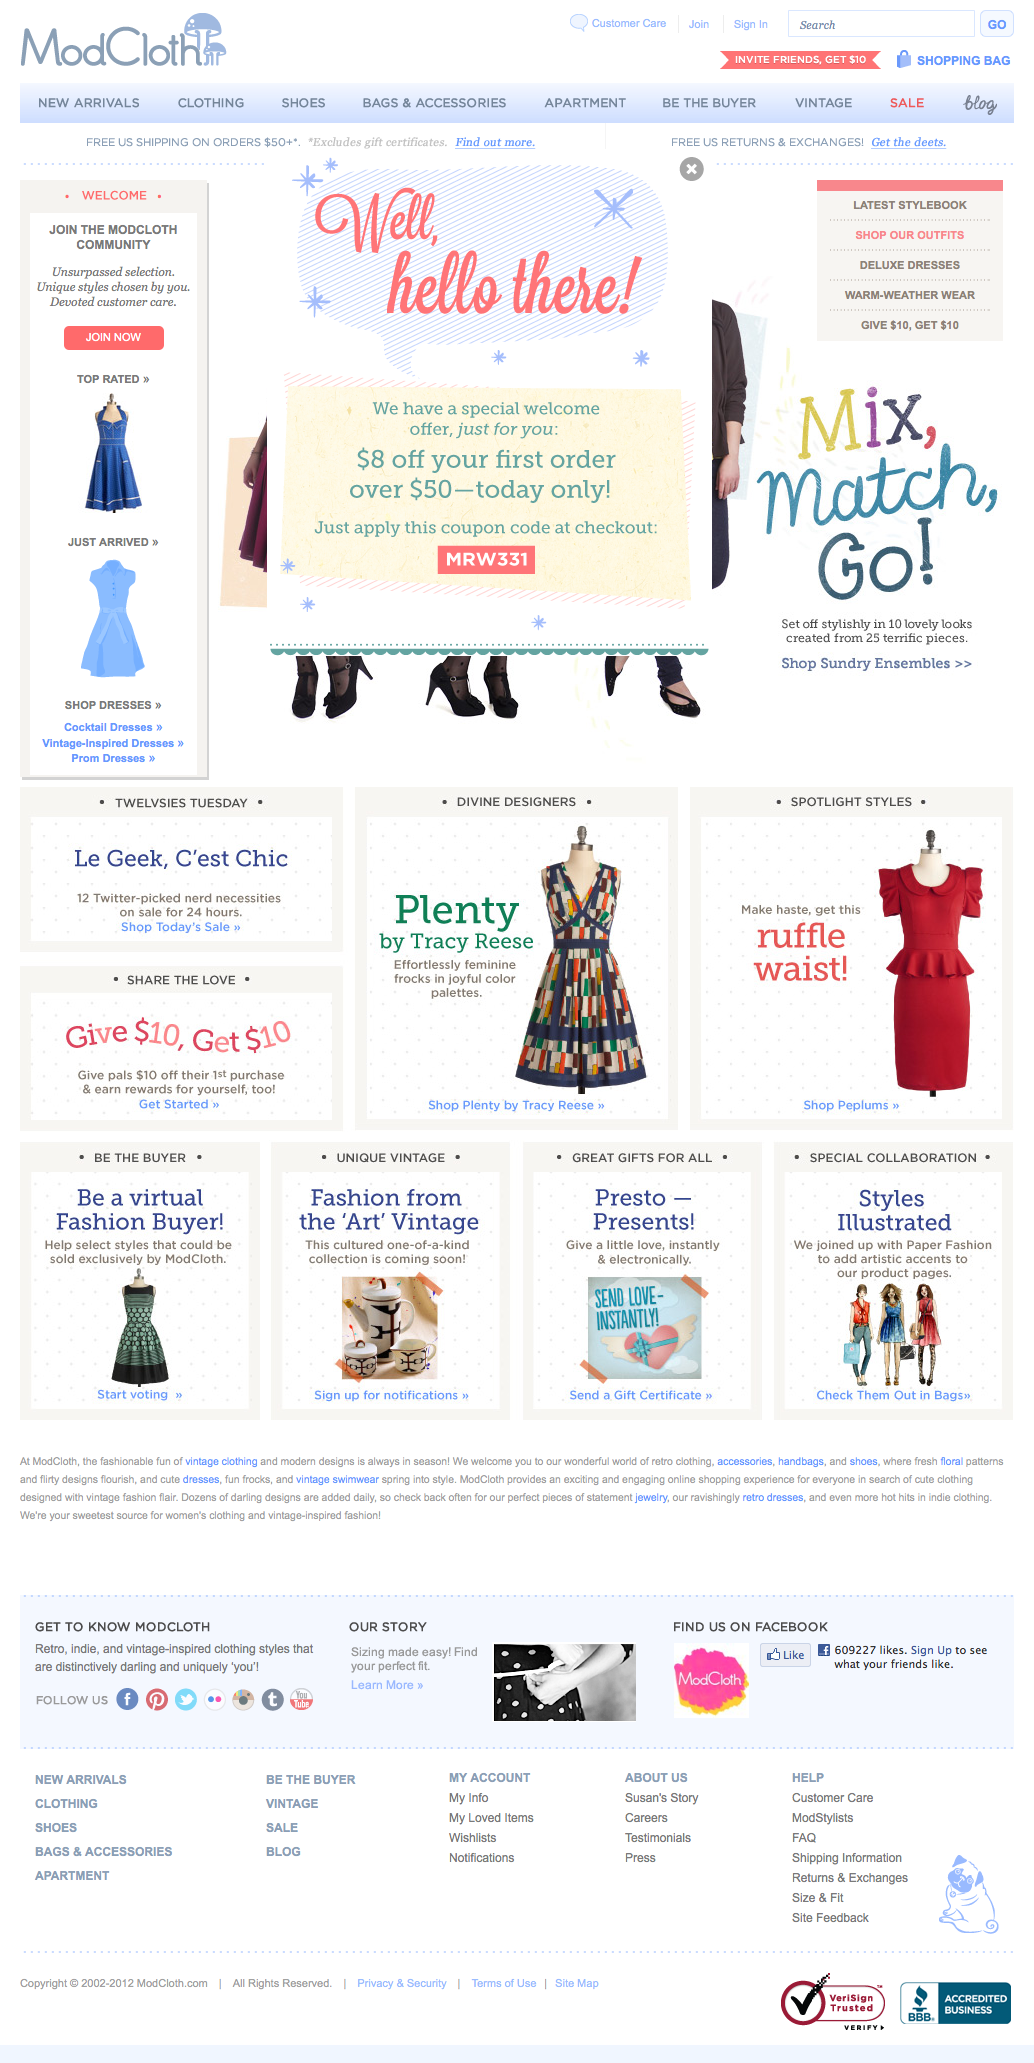 ModCloth
Customer Care
Join
Sign In
Search
GO
INVITE FRIENDS, GET $10
SHOPPING BAG
NEW ARRIVALS
CLOTHING
SHOES
BAGS & ACCESSORIES
APARTMENT
BE THE BUYER
VINTAGE
SALE
blog
FREE US SHIPPING ON ORDERS $50+*. *Excludes gift certificates. Find out more.
FREE US RETURNS & EXCHANGES! Get the deets.
• WELCOME •
JOIN THE MODCLOTH
COMMUNITY
Unsurpassed selection.
Unique styles chosen by you.
Devoted customer care.
JOIN NOW
TOP RATED »
JUST ARRIVED »
SHOP DRESSES »
Cocktail Dresses »
Vintage-Inspired Dresses »
Prom Dresses »
Well,
hello there!
We have a special welcome
offer, just for you:
$8 off your first order
over $50—today only!
Just apply this coupon code at checkout:
MRW331
LATEST STYLEBOOK
SHOP OUR OUTFITS
DELUXE DRESSES
WARM-WEATHER WEAR
GIVE $10, GET $10
Mix,
Match,
Go!
Set off stylishly in 10 lovely looks
created from 25 terrific pieces.
Shop Sundry Ensembles >>
• TWELVSIES TUESDAY •
Le Geek, C'est Chic
12 Twitter-picked nerd necessities
on sale for 24 hours.
Shop Today's Sale »
• SHARE THE LOVE •
Give $10, Get $10
Give pals $10 off their 1st purchase
& earn rewards for yourself, too!
Get Started »
• DIVINE DESIGNERS •
Plenty
by Tracy Reese
Effortlessly feminine
frocks in joyful color
palettes.
Shop Plenty by Tracy Reese »
• SPOTLIGHT STYLES •
Make haste, get this
ruffle
waist!
Shop Peplums »
• BE THE BUYER •
Be a virtual
Fashion Buyer!
Help select styles that could be
sold exclusively by ModCloth.
Start voting »
• UNIQUE VINTAGE •
Fashion from
the 'Art' Vintage
This cultured one-of-a-kind
collection is coming soon!
Sign up for notifications »
• GREAT GIFTS FOR ALL •
Presto —
Presents!
Give a little love, instantly
& electronically.
SEND LOVE-
INSTANTLY!
Send a Gift Certificate »
• SPECIAL COLLABORATION •
Styles
Illustrated
We joined up with Paper Fashion
to add artistic accents to
our product pages.
Check Them Out in Bags»
At ModCloth, the fashionable fun of vintage clothing and modern designs is always in season! We welcome you to our wonderful world of retro clothing, accessories, handbags, and shoes, where fresh floral patterns
and flirty designs flourish, and cute dresses, fun frocks, and vintage swimwear spring into style. ModCloth provides an exciting and engaging online shopping experience for everyone in search of cute clothing
designed with vintage fashion flair. Dozens of darling designs are added daily, so check back often for our perfect pieces of statement jewelry, our ravishingly retro dresses, and even more hot hits in indie clothing.
We're your sweetest source for women's clothing and vintage-inspired fashion!
GET TO KNOW MODCLOTH
Retro, indie, and vintage-inspired clothing styles that
are distinctively darling and uniquely 'you'!
FOLLOW US
You
Tube
OUR STORY
Sizing made easy! Find
your perfect fit.
Learn More »
FIND US ON FACEBOOK
ModCloth
Like
609227 likes. Sign Up to see
what your friends like.
NEW ARRIVALS
CLOTHING
SHOES
BAGS & ACCESSORIES
APARTMENT
BE THE BUYER
VINTAGE
SALE
BLOG
MY ACCOUNT
My Info
My Loved Items
Wishlists
Notifications
ABOUT US
Susan's Story
Careers
Testimonials
Press
HELP
Customer Care
ModStylists
FAQ
Shipping Information
Returns & Exchanges
Size & Fit
Site Feedback
Copyright © 2002-2012 ModCloth.com | All Rights Reserved. | Privacy & Security | Terms of Use | Site Map
VeriSign
Trusted
VERIFY
BBB.
ACCREDITED
BUSINESS